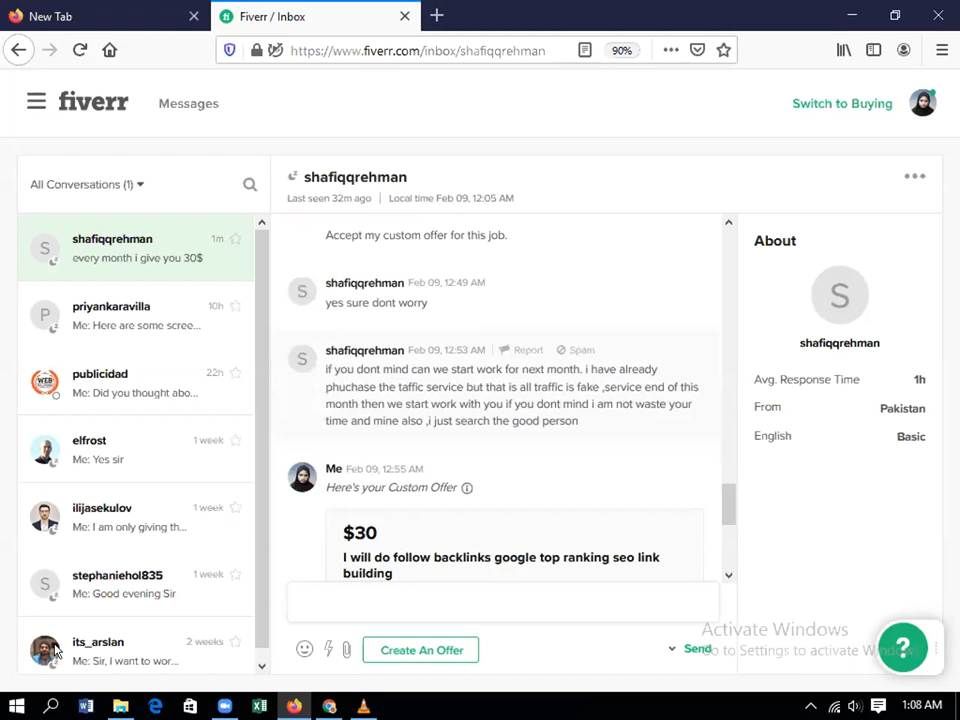 New Tab
Fiverr / Inbox
https://www.fiverr.com/inbox/shafiqqrehman
90%
fiverr
Messages
Switch to Buying
All Conversations (1)
shafiqqrehman
1m
every month i give you 30$
priyankaravilla
10h
Me: Here are some scree...
publicidad
22h
Me: Did you thought abo...
elfrost
1 week
Me: Yes sir
ilijasekulov
1 week
Me: I am only giving th...
stephaniehol835
1 week
Me: Good evening Sir
its_arslan
2 weeks
Me: Sir, I want to wor...
shafiqqrehman
Last seen 32m ago | Local time Feb 09, 12:05 AM
Accept my custom offer for this job.
shafiqqrehman Feb 09, 12:49 AM
yes sure dont worry
shafiqqrehman Feb 09, 12:53 AM | Report Spam
if you dont mind can we start work for next month. i have already
phuchase the taffic service but that is all traffic is fake ,service end of this
month then we start work with you if you dont mind i am not waste your
time and mine also ,i just search the good person
Me Feb 09, 12:55 AM
Here's your Custom Offer
$30
I will do follow backlinks google top ranking seo link
building
Create An Offer
Send
About
S
shafiqqrehman
Avg. Response Time 1h
From Pakistan
English Basic
Activate Windows
Go to Settings to activate Windows.
?
1:08 AM